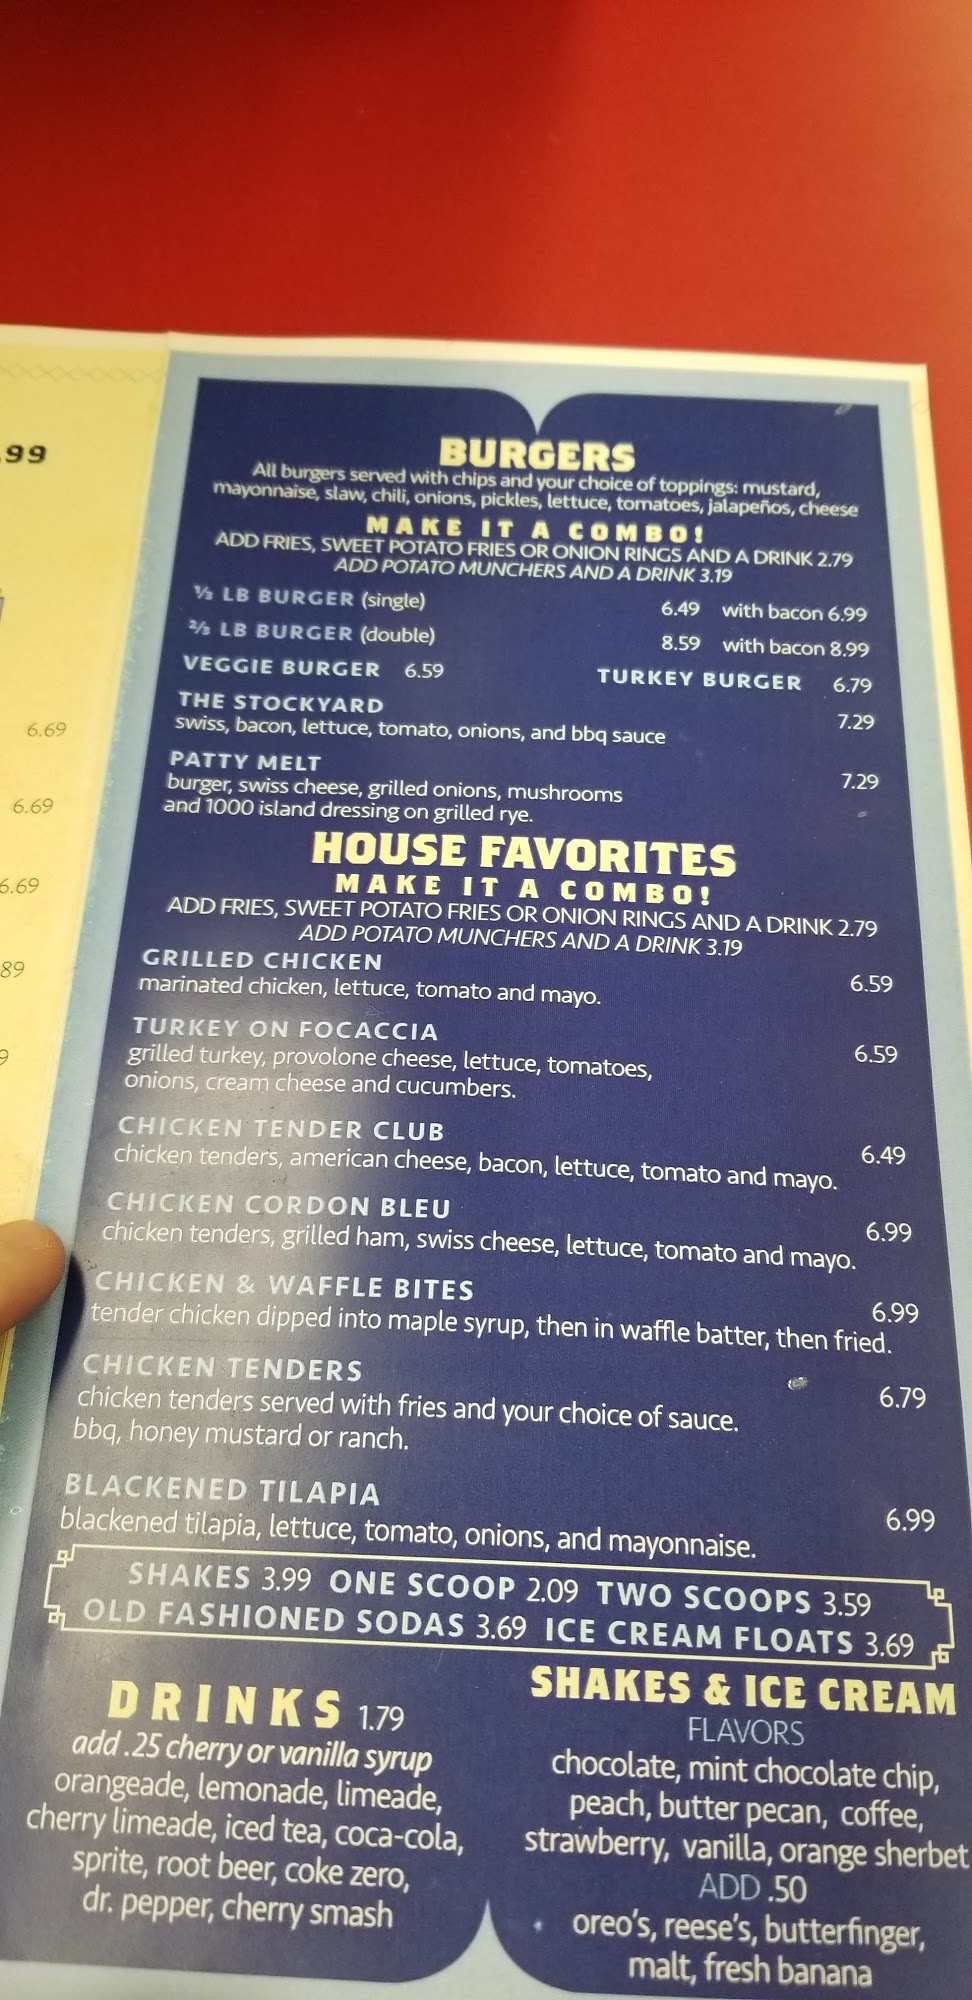 .99
6.69
6.69
6.69
89
9
BURGERS
All burgers served with chips and your choice of toppings: mustard,
mayonnaise, slaw, chili, onions, pickles, lettuce, tomatoes, jalapeños, cheese
MAKE IT A COMBO!
ADD FRIES, SWEET POTATO FRIES OR ONION RINGS AND A DRINK 2.79
ADD POTATO MUNCHERS AND A DRINK 3.19
⅓ LB BURGER (single) 6.49 with bacon 6.99
⅔ LB BURGER (double) 8.59 with bacon 8.99
VEGGIE BURGER 6.59 TURKEY BURGER 6.79
THE STOCKYARD 7.29
swiss, bacon, lettuce, tomato, onions, and bbq sauce
PATTY MELT 7.29
burger, swiss cheese, grilled onions, mushrooms
and 1000 island dressing on grilled rye.
HOUSE FAVORITES
MAKE IT A COMBO!
ADD FRIES, SWEET POTATO FRIES OR ONION RINGS AND A DRINK 2.79
ADD POTATO MUNCHERS AND A DRINK 3.19
GRILLED CHICKEN 6.59
marinated chicken, lettuce, tomato and mayo.
TURKEY ON FOCACCIA 6.59
grilled turkey, provolone cheese, lettuce, tomatoes,
onions, cream cheese and cucumbers.
CHICKEN TENDER CLUB 6.49
chicken tenders, american cheese, bacon, lettuce, tomato and mayo.
CHICKEN CORDON BLEU 6.99
chicken tenders, grilled ham, swiss cheese, lettuce, tomato and mayo.
CHICKEN & WAFFLE BITES 6.99
tender chicken dipped into maple syrup, then in waffle batter, then fried.
CHICKEN TENDERS 6.79
chicken tenders served with fries and your choice of sauce.
bbq, honey mustard or ranch.
BLACKENED TILAPIA 6.99
blackened tilapia, lettuce, tomato, onions, and mayonnaise.
SHAKES 3.99 ONE SCOOP 2.09 TWO SCOOPS 3.59
OLD FASHIONED SODAS 3.69 ICE CREAM FLOATS 3.69
DRINKS 1.79
add .25 cherry or vanilla syrup
orangeade, lemonade, limeade,
cherry limeade, iced tea, coca-cola,
sprite, root beer, coke zero,
dr. pepper, cherry smash
SHAKES & ICE CREAM
FLAVORS
chocolate, mint chocolate chip,
peach, butter pecan, coffee,
strawberry, vanilla, orange sherbet
ADD .50
oreo's, reese's, butterfinger,
malt, fresh banana